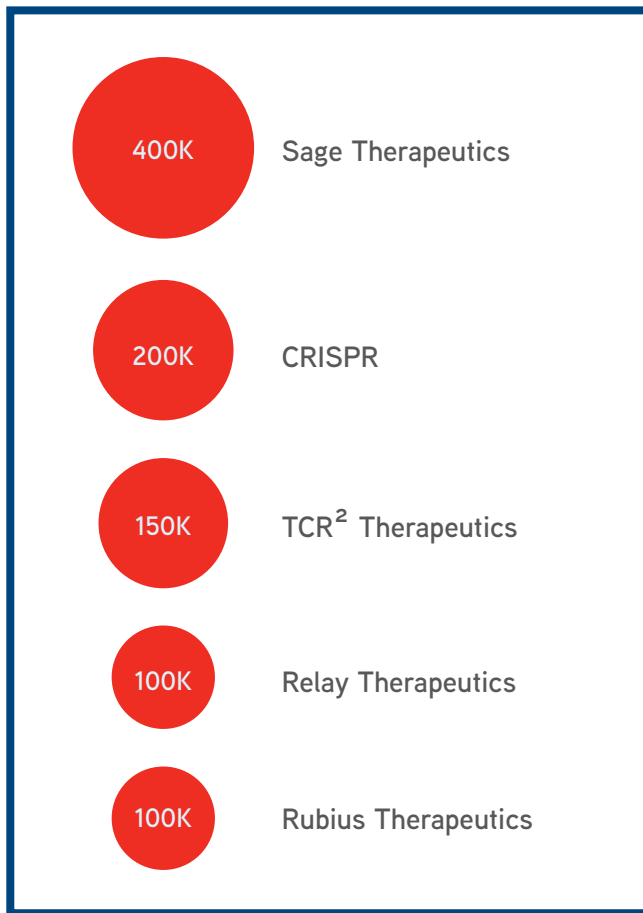 400K Sage Therapeutics
200K CRISPR
150K TCR² Therapeutics
100K Relay Therapeutics
100K Rubius Therapeutics